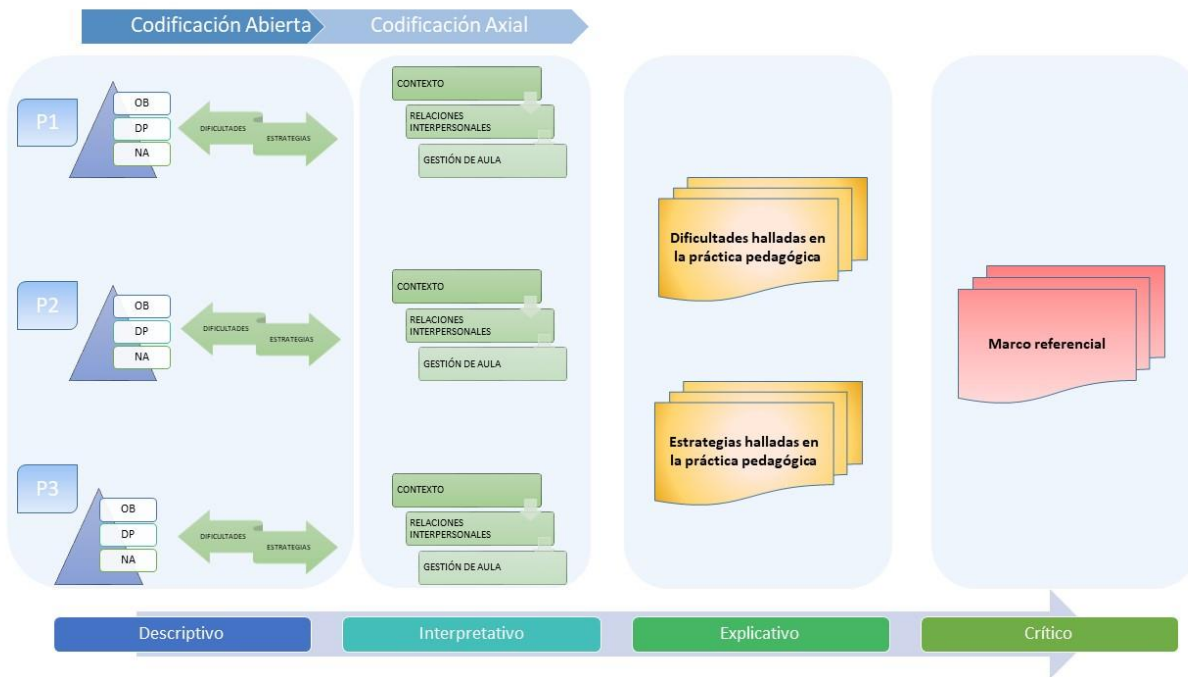 Codificación Abierta
Codificación Axial
P1
OB
DP
NA
DIFICULTADES
ESTRATEGIAS
CONTEXTO
RELACIONES
INTERPERSONALES
GESTIÓN DE AULA
P2
OB
DP
NA
DIFICULTADES
ESTRATEGIAS
CONTEXTO
RELACIONES
INTERPERSONALES
GESTIÓN DE AULA
P3
OB
DP
NA
DIFICULTADES
ESTRATEGIAS
CONTEXTO
RELACIONES
INTERPERSONALES
GESTIÓN DE AULA
Dificultades halladas en
la práctica pedagógica
Estrategias halladas en
la práctica pedagógica
Marco referencial
Descriptivo
Interpretativo
Explicativo
Crítico